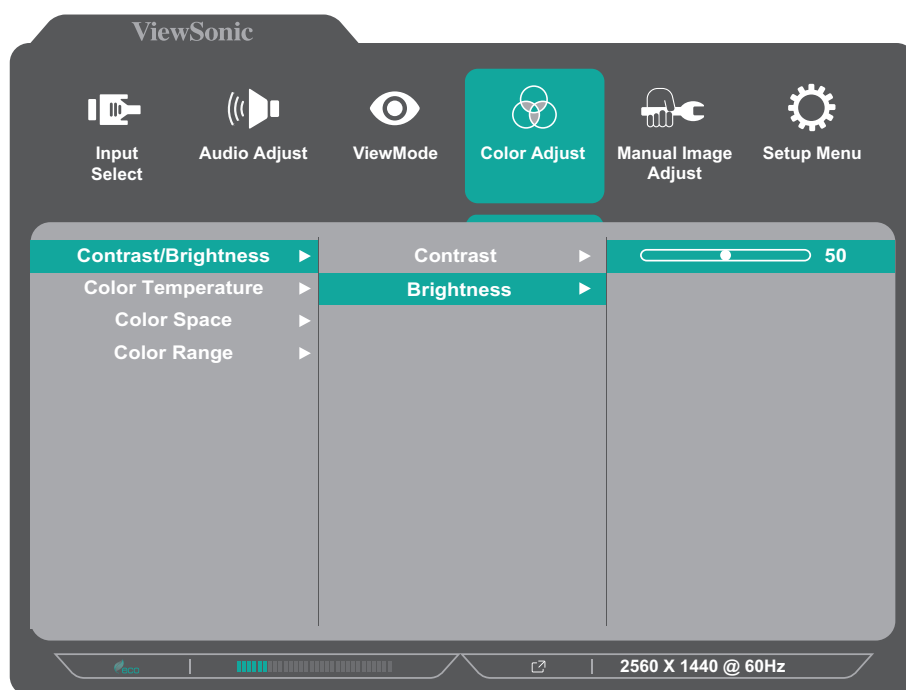 ViewSonic
Input Select
Audio Adjust
ViewMode
Color Adjust
Manual Image Adjust
Setup Menu
Contrast/Brightness
Contrast
50
Color Temperature
Brightness
Color Space
Color Range
eco
2560 X 1440 @ 60Hz